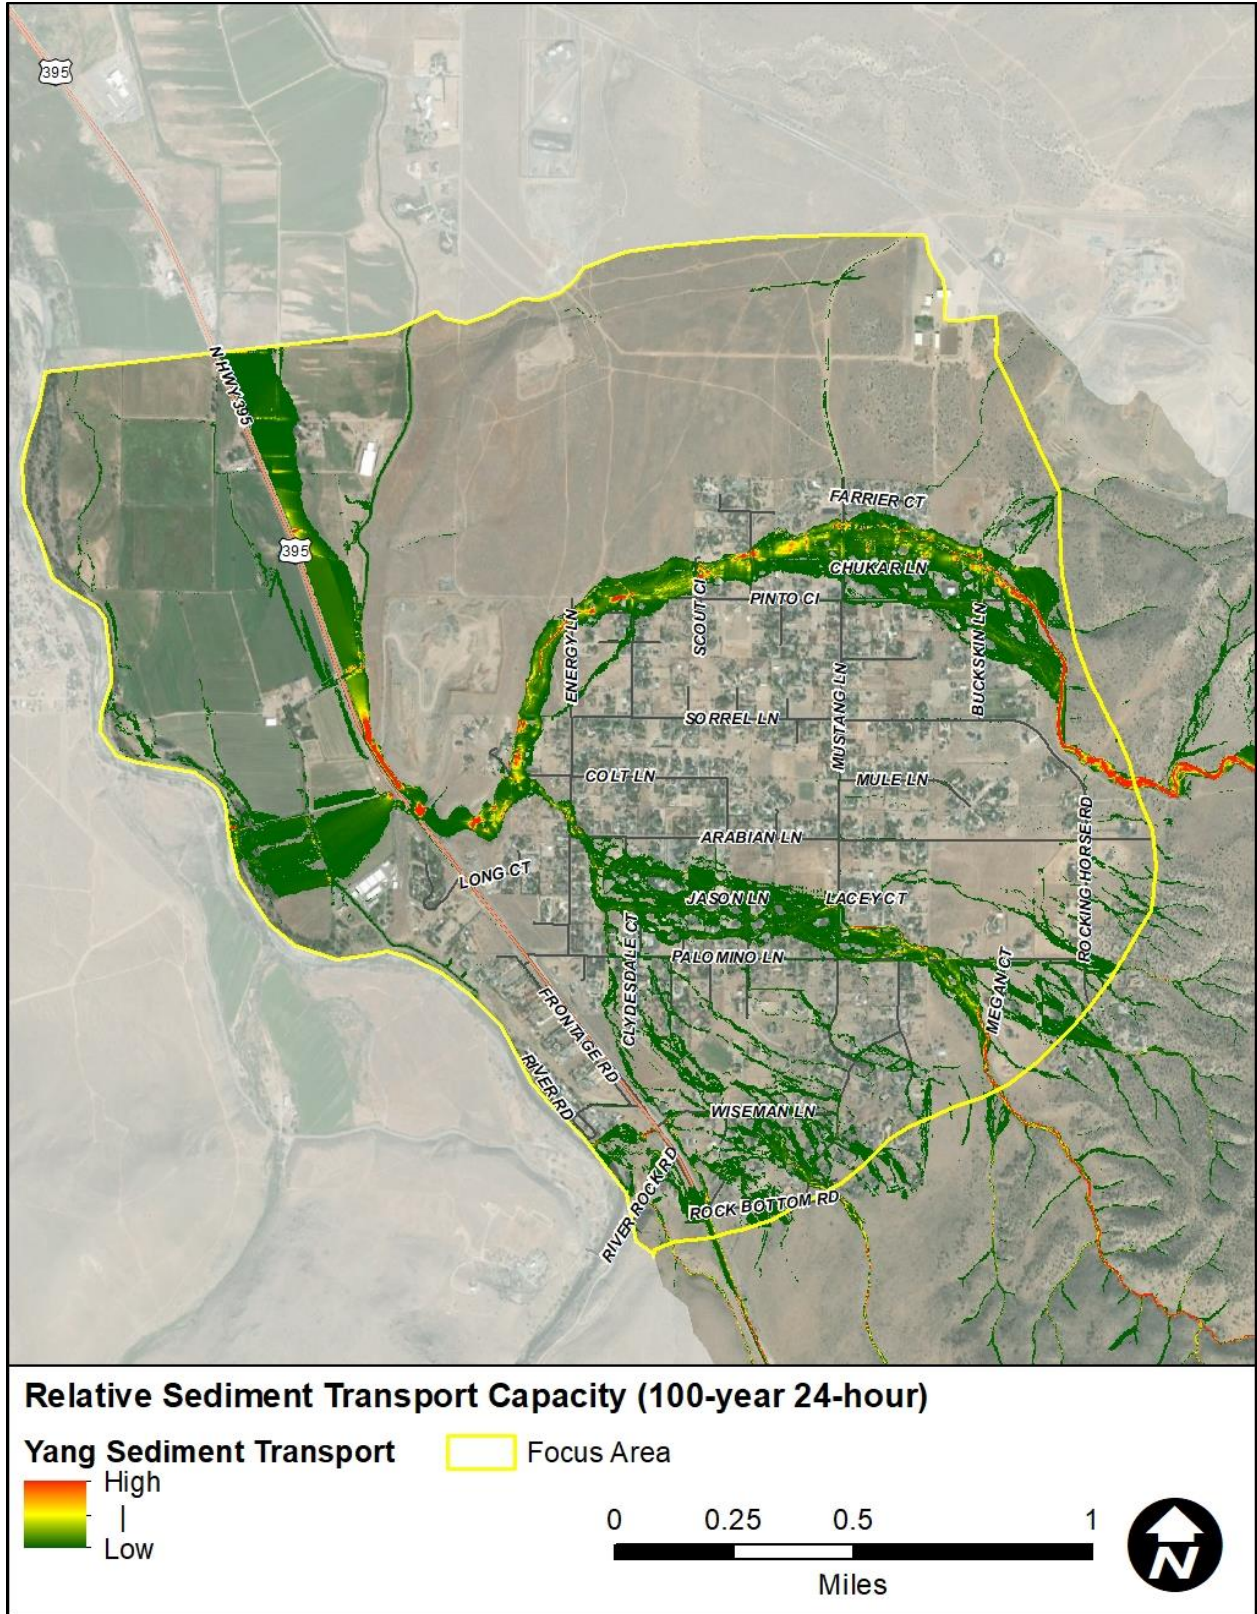 395
N HWY 395
395
FARRIER CT
CHUKAR LN
PINTO CI
SCOUT CI
ENERGY LN
BUCKSKIN LN
MUSTANG LN
SORREL LN
COLT LN
MULE LN
ROCKING HORSE RD
ARABIAN LN
LONG CT
JASON LN
LACEY CT
CLYDESDALE CT
PALOMINO LN
MEGAN CT
FRONTAGE RD
RIVER RD
WISEMAN LN
RIVER ROCK RD
ROCK BOTTOM RD
Relative Sediment Transport Capacity (100-year 24-hour)
Yang Sediment Transport
Focus Area
High
|
Low
0 0.25 0.5 1
Miles
N